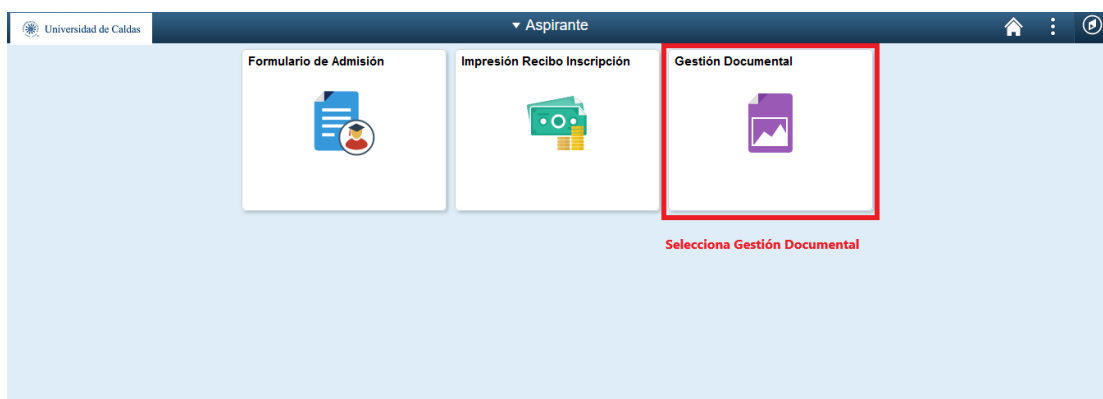 Universidad de Caldas
Aspirante
Formulario de Admisión
Impresión Recibo Inscripción
Gestión Documental
Selecciona Gestión Documental